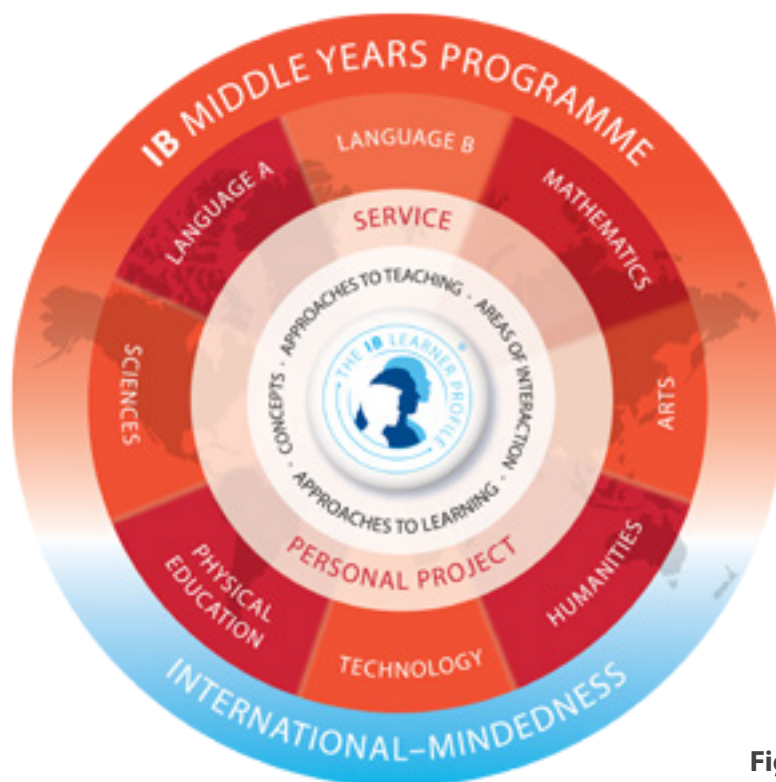 IB MIDDLE YEARS PROGRAMME
LANGUAGE B
LANGUAGE A
MATHEMATICS
SERVICE
APPROACHES TO TEACHING · AREAS OF INTERACTION · APPROACHES TO LEARNING · CONCEPTS ·
THE IB LEARNER PROFILE ®
SCIENCES
ARTS
PERSONAL PROJECT
PHYSICAL
EDUCATION
HUMANITIES
TECHNOLOGY
INTERNATIONAL–MINDEDNESS
Fig